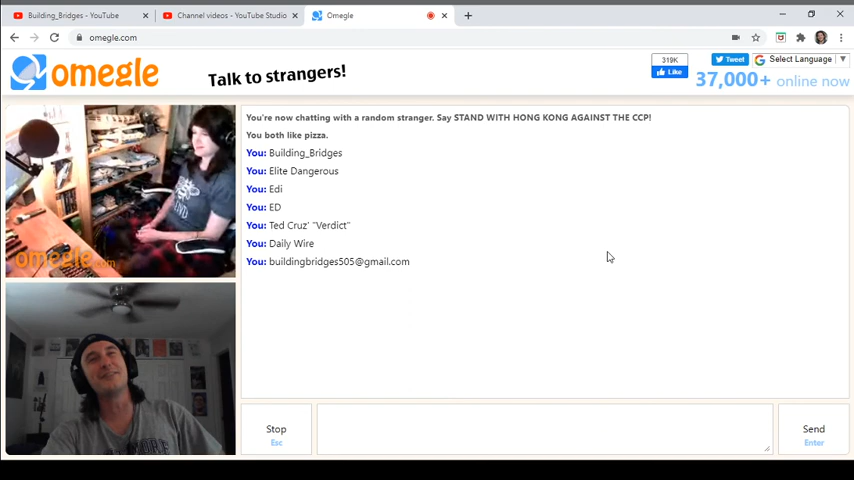 Building_Bridges - YouTube
Channel videos - YouTube Studio
Omegle
omegle.com
omegle
Talk to strangers!
319K
Like
Tweet
Select Language
37,000+ online now
You're now chatting with a random stranger. Say STAND WITH HONG KONG AGAINST THE CCP!
You both like pizza.
You: Building_Bridges
You: Elite Dangerous
You: Edi
You: ED
You: Ted Cruz' "Verdict"
You: Daily Wire
You: buildingbridges505@gmail.com
omegle.com
Stop
Esc
Send
Enter